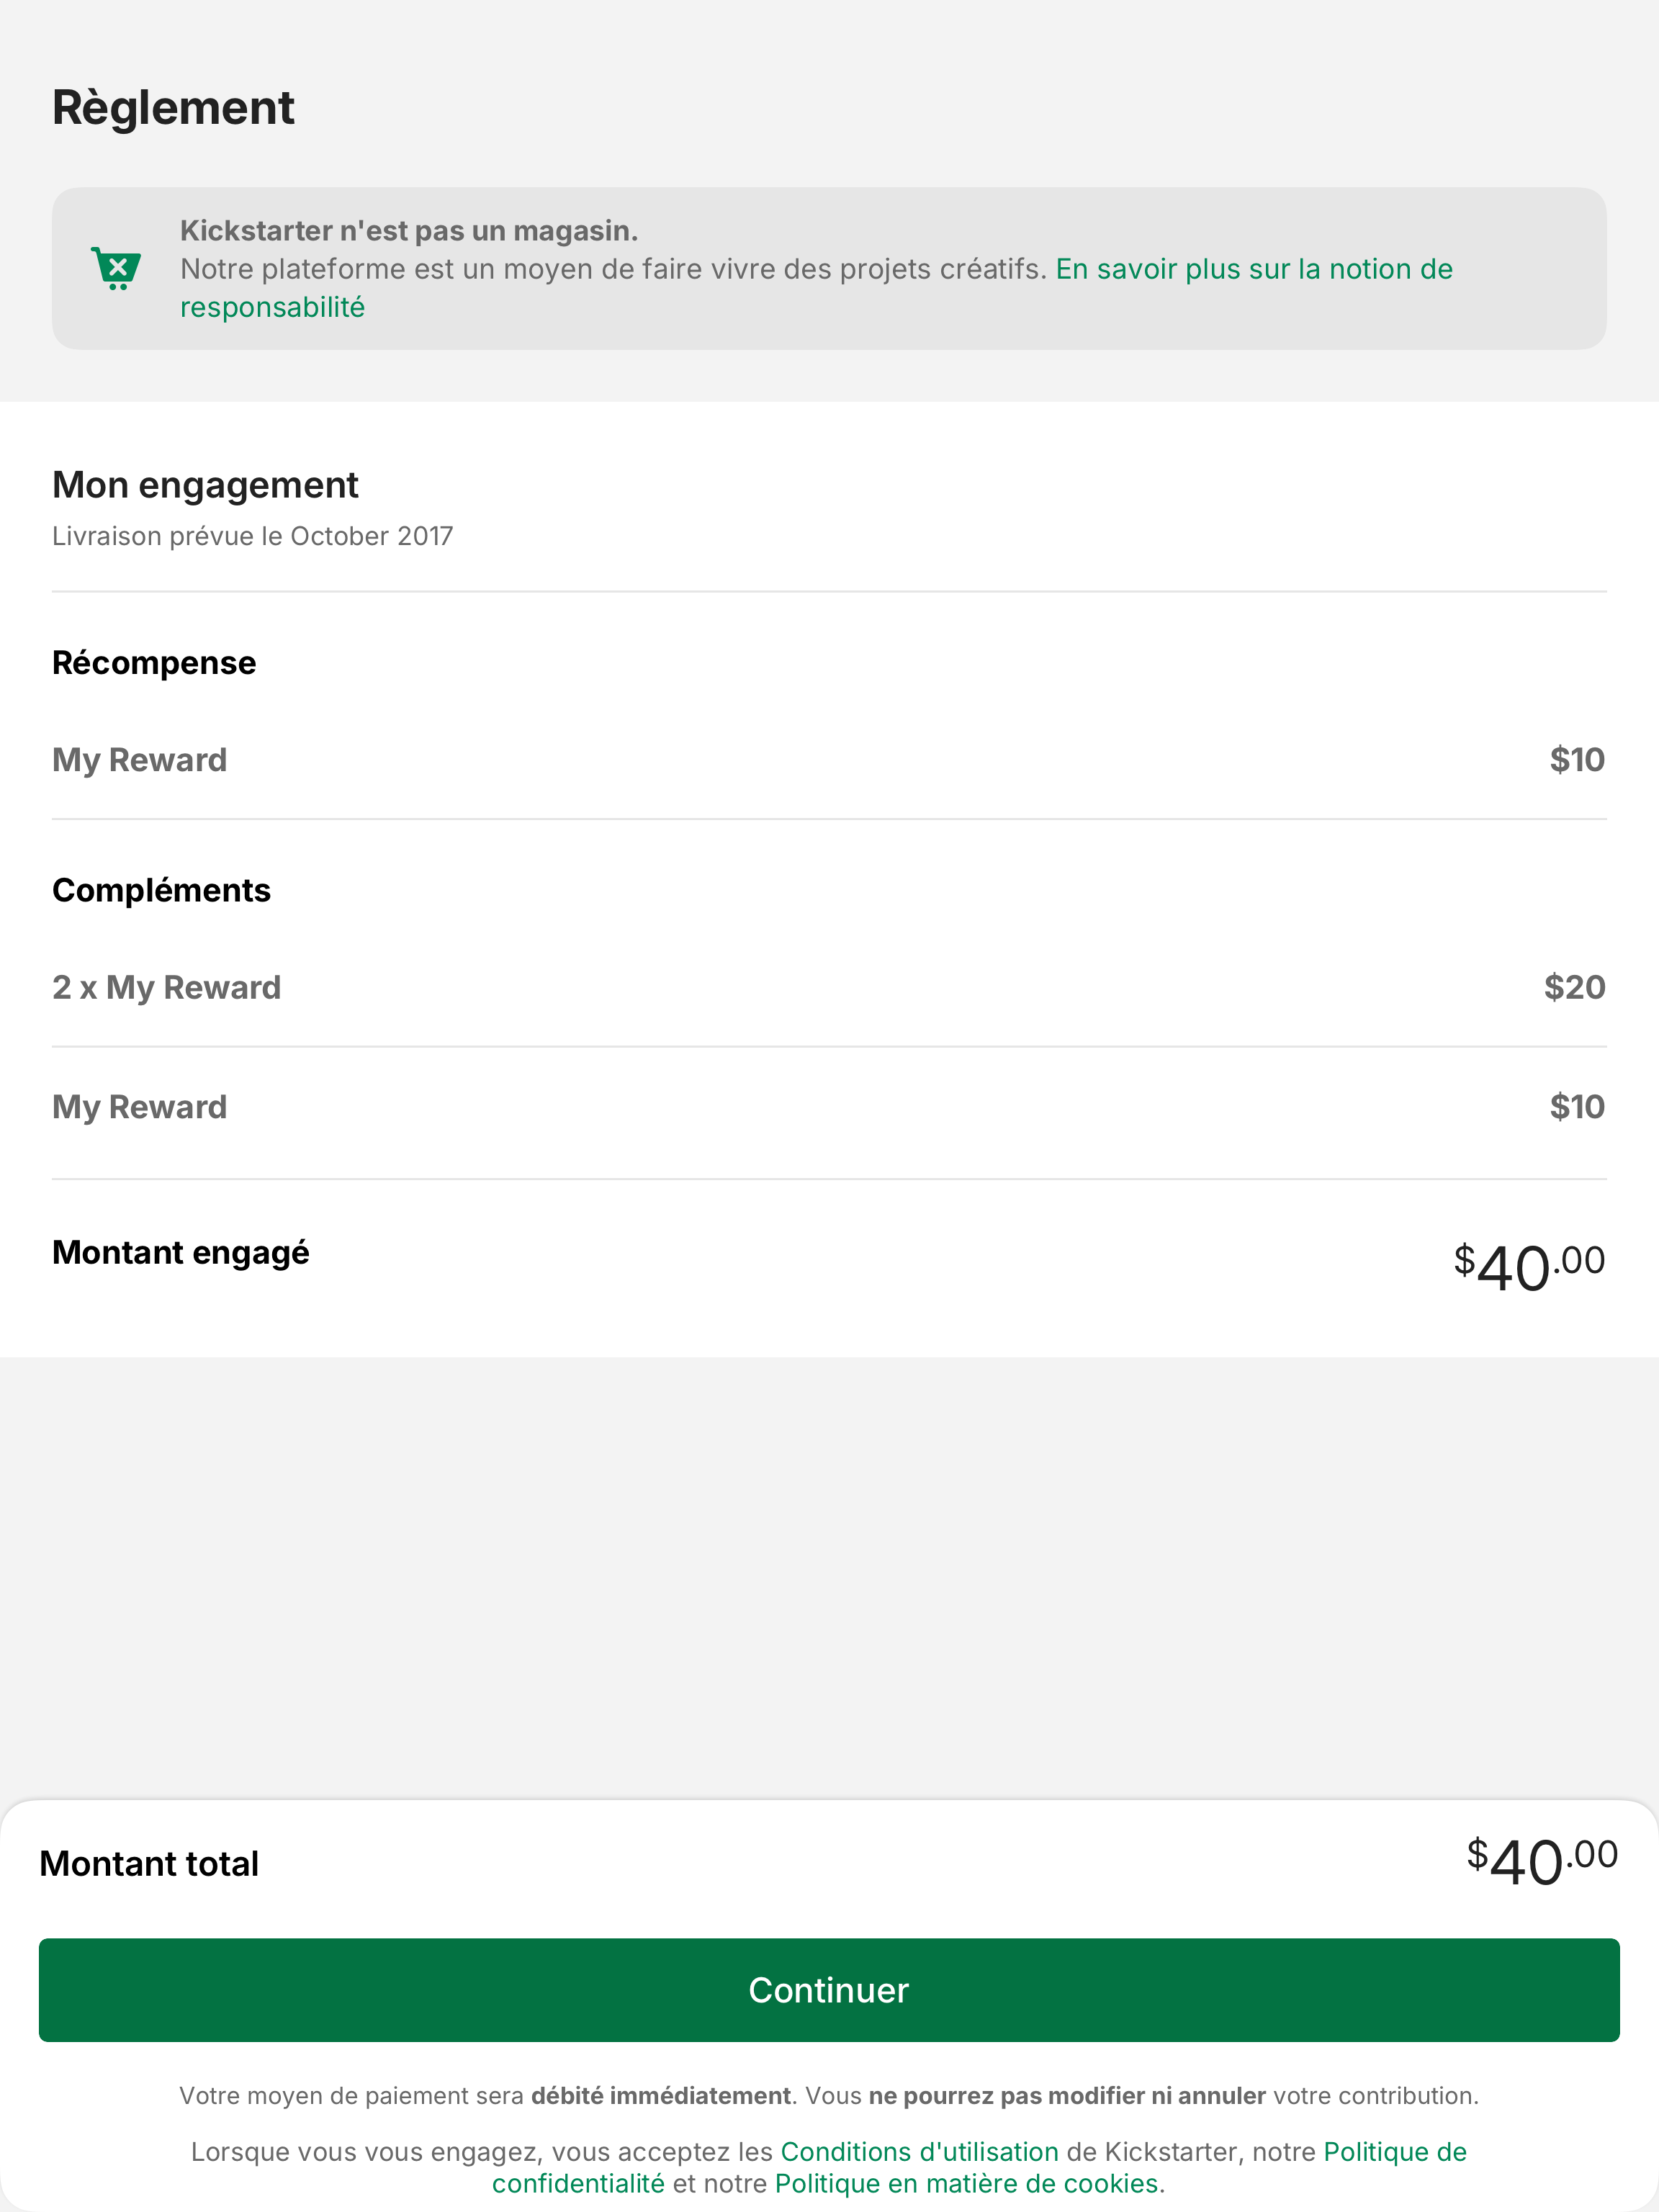 Règlement
Kickstarter n'est pas un magasin.
Notre plateforme est un moyen de faire vivre des projets créatifs. En savoir plus sur la notion de
responsabilité
Mon engagement
Livraison prévue le October 2017
Récompense
My Reward $10
Compléments
2 x My Reward $20
My Reward $10
Montant engagé $40.00
Montant total $40.00
Continuer
Votre moyen de paiement sera débité immédiatement. Vous ne pourrez pas modifier ni annuler votre contribution.
Lorsque vous vous engagez, vous acceptez les Conditions d'utilisation de Kickstarter, notre Politique de
confidentialité et notre Politique en matière de cookies.